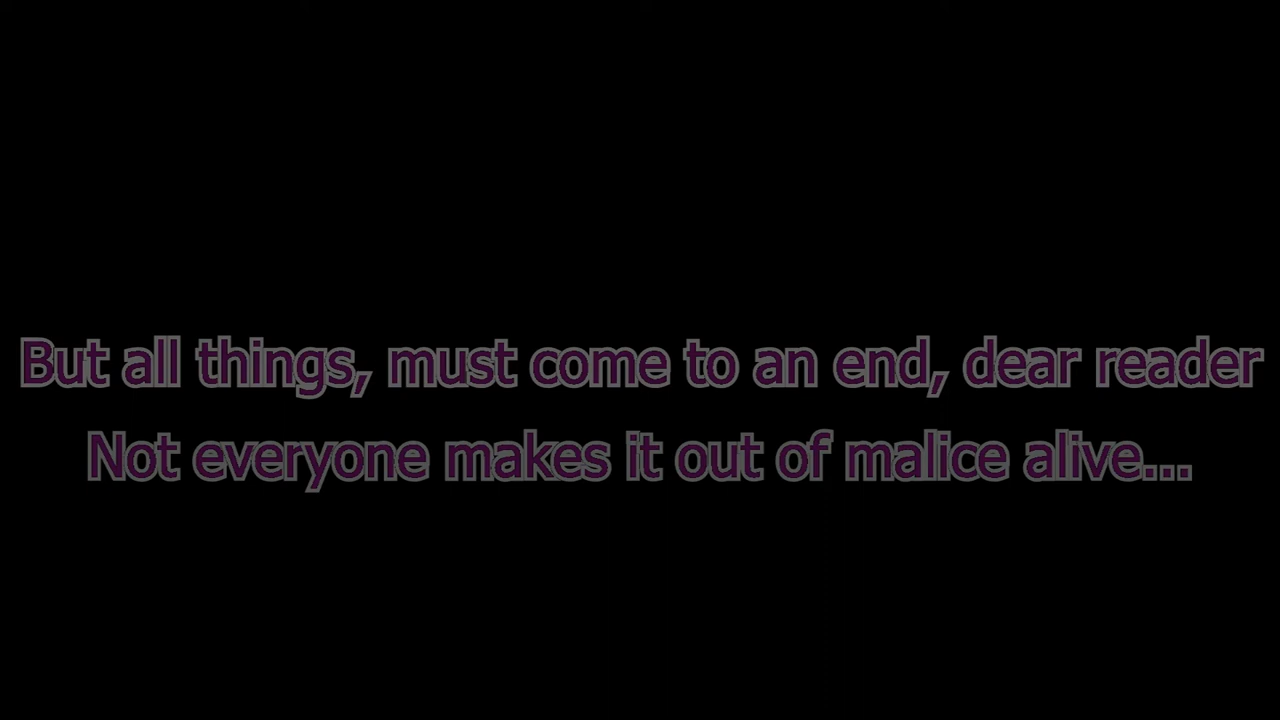 But all things, must come to an end, dear reader
Not everyone makes it out of malice alive...